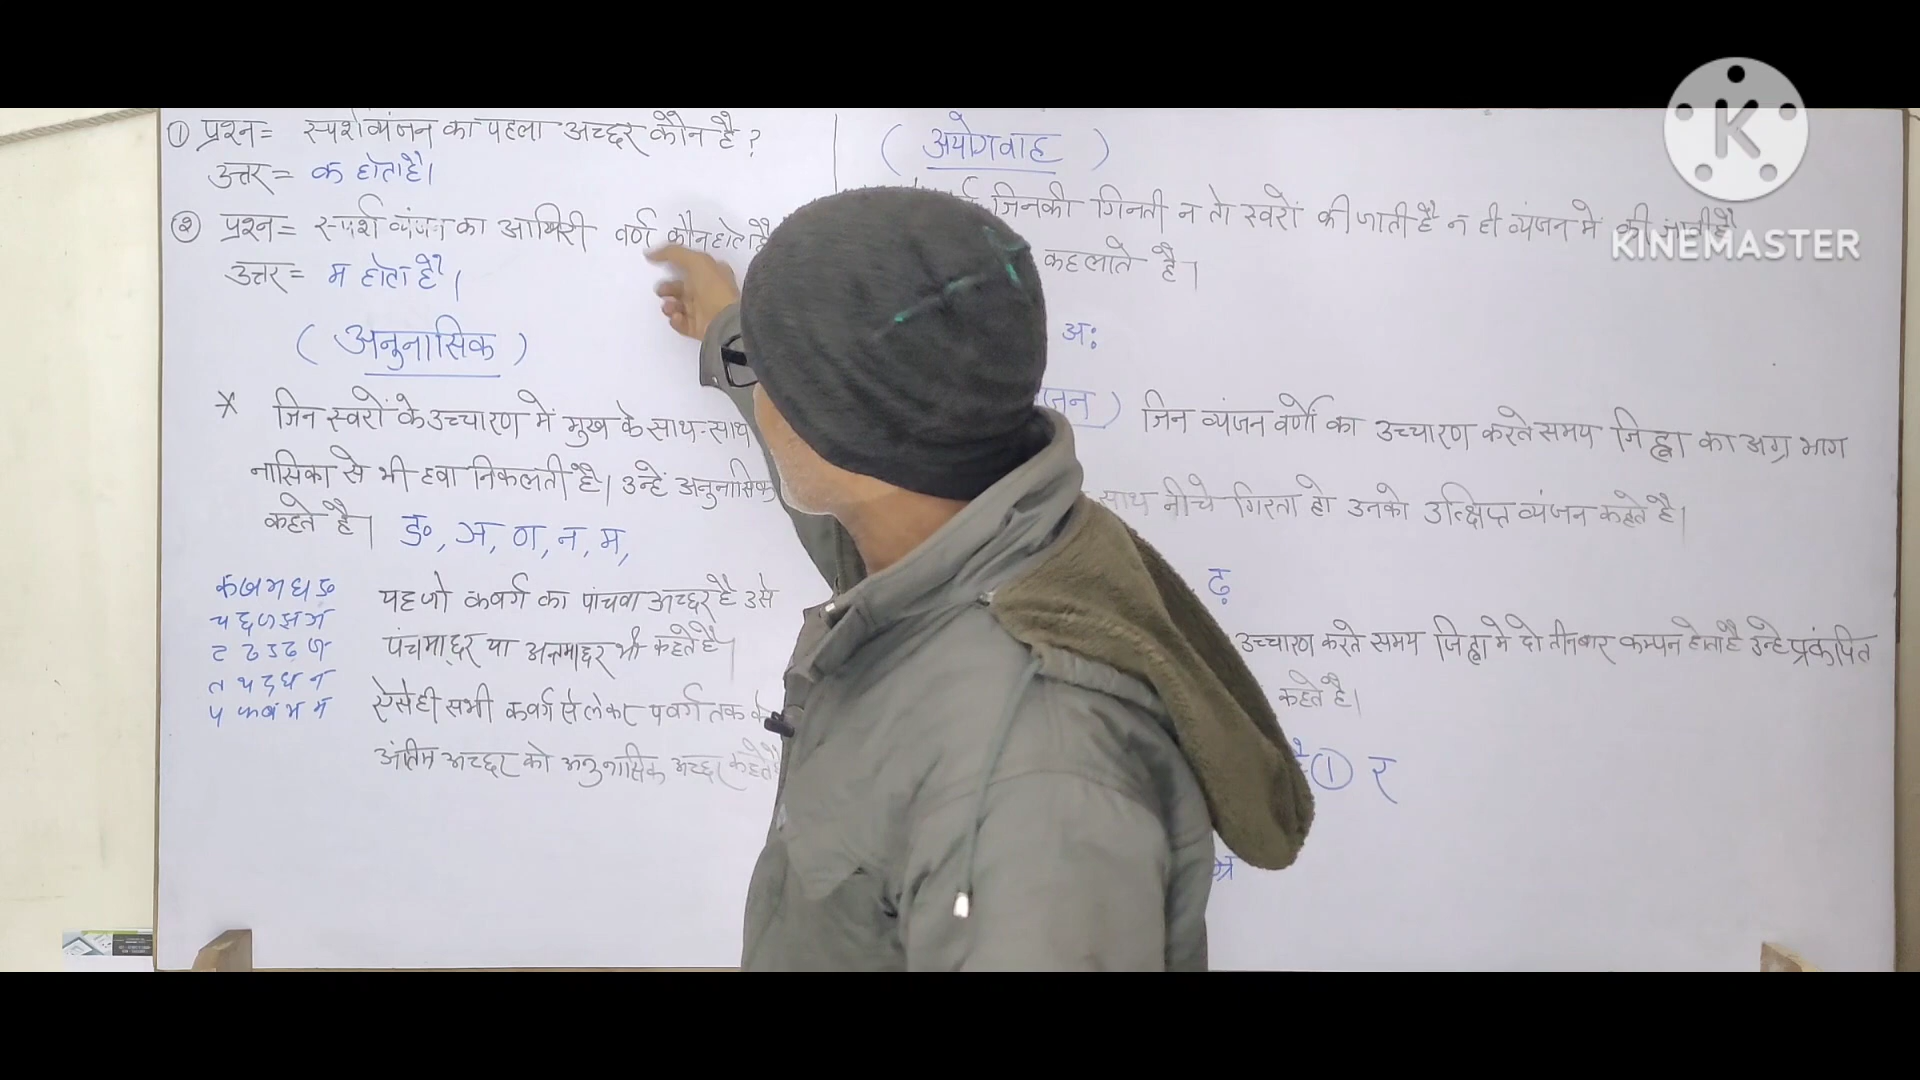 ① प्रश्न= स्पर्श व्यंजन का पहला अच्छर कौन है ?
उत्तर= क होता है।
② प्रश्न= स्पर्श व्यंजन का आखिरी वर्ण कौन होता है
उत्तर= म होता है।
( अनुनासिक )
जिन स्वरों के उच्चारण में मुख के साथ-साथ
नासिका से भी हवा निकलती है। उन्हें अनुनासिक
कहते है। ङ, ञ, ण, न, म,
क ख ग घ ङ
च छ ज झ ञ
ट ठ ड ढ ण
त थ द ध न
प फ ब भ म
यह जो कवर्ग का पांचवा अच्छर है उसे
पंचमाछर या अन्तमाछर भी कहते है।
ऐसे ही सभी कवर्ग से लेकर पवर्ग तक के
अंतिम अच्छर को अनुनासिक अच्छर कहते है
( अयोगवाह )
जिनकी गिनती न तो स्वरों की जाती है न ही व्यंजन में की जाती है
कहलाते है।
अः
जन ) जिन व्यंजन वर्णों का उच्चारण करते समय जिह्वा का अग्र भाग
साथ नीचे गिरता हो उनको उत्क्षिप्त व्यंजन कहते है।
ढ़
उच्चारण करते समय जिह्वा मे दो तीन बार कम्पन होता है उन्हे प्रकंपित
कहते है।
① र
KINEMASTER